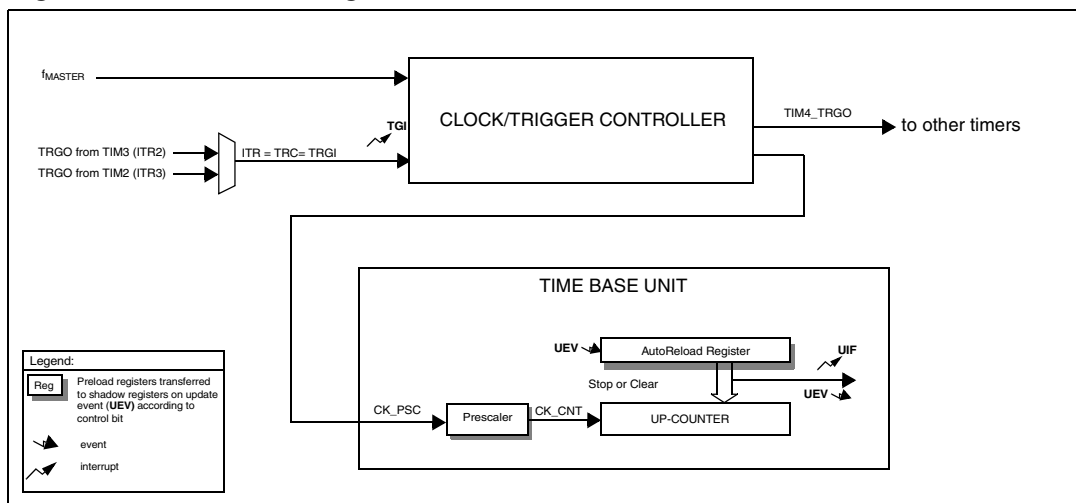 fMASTER
CLOCK/TRIGGER CONTROLLER
TIM4_TRGO
to other timers
TGI
TRGO from TIM3 (ITR2)
TRGO from TIM2 (ITR3)
ITR = TRC= TRGI
TIME BASE UNIT
UEV
AutoReload Register
UIF
Stop or Clear
UEV
CK_PSC
Prescaler
CK_CNT
UP-COUNTER
Legend:
Reg
Preload registers transferred
to shadow registers on update
event (UEV) according to
control bit
event
interrupt